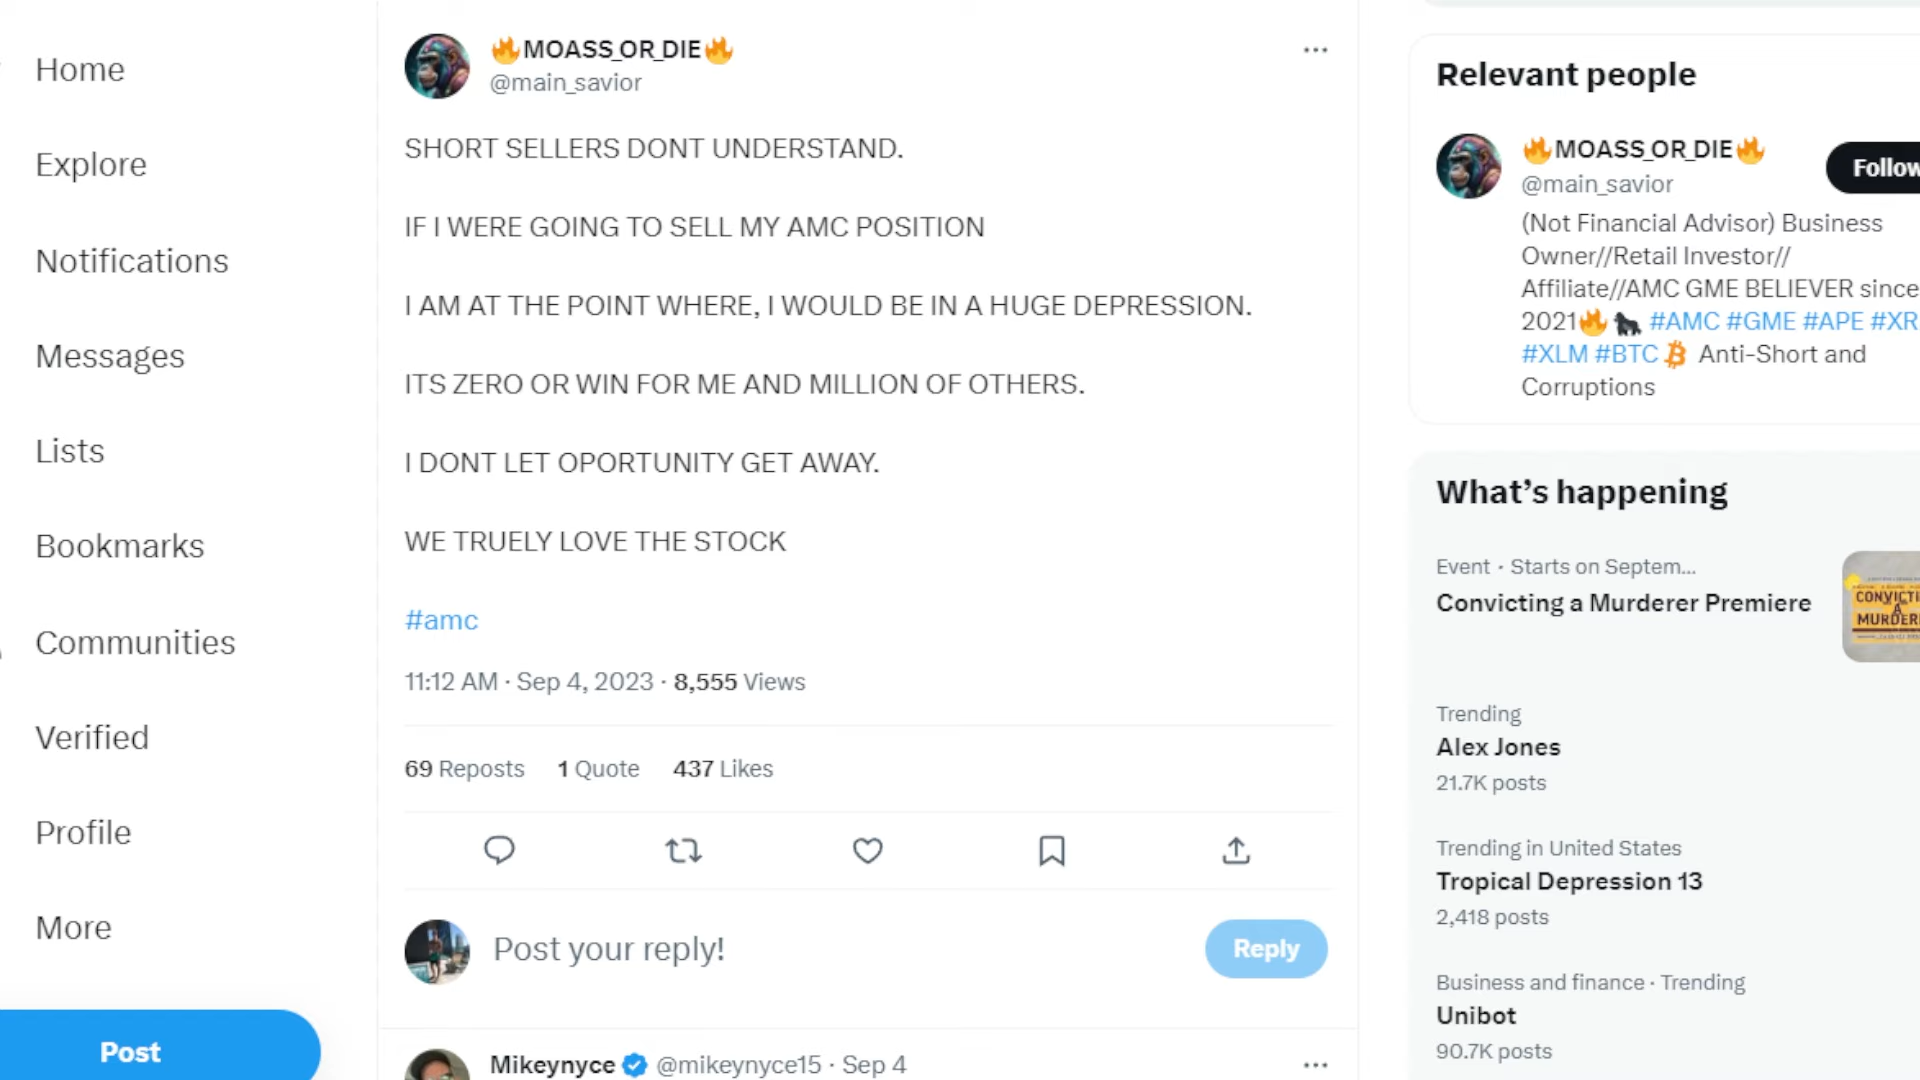 Home
Explore
Notifications
Messages
Lists
Bookmarks
Communities
Verified
Profile
More
Post
🔥MOASS_OR_DIE🔥
@main_savior
SHORT SELLERS DONT UNDERSTAND.
IF I WERE GOING TO SELL MY AMC POSITION
I AM AT THE POINT WHERE, I WOULD BE IN A HUGE DEPRESSION.
ITS ZERO OR WIN FOR ME AND MILLION OF OTHERS.
I DONT LET OPORTUNITY GET AWAY.
WE TRUELY LOVE THE STOCK
#amc
11:12 AM · Sep 4, 2023 · 8,555 Views
69 Reposts 1 Quote 437 Likes
Post your reply!
Reply
Mikeynyce @mikeynyce15 · Sep 4
Relevant people
🔥MOASS_OR_DIE🔥
@main_savior
Follow
(Not Financial Advisor) Business
Owner//Retail Investor//
Affiliate//AMC GME BELIEVER since
2021🔥🦍 #AMC #GME #APE #XR
#XLM #BTC Anti-Short and
Corruptions
What's happening
Event · Starts on Septem...
Convicting a Murderer Premiere
CONVICTI
A
MURDER
Trending
Alex Jones
21.7K posts
Trending in United States
Tropical Depression 13
2,418 posts
Business and finance · Trending
Unibot
90.7K posts